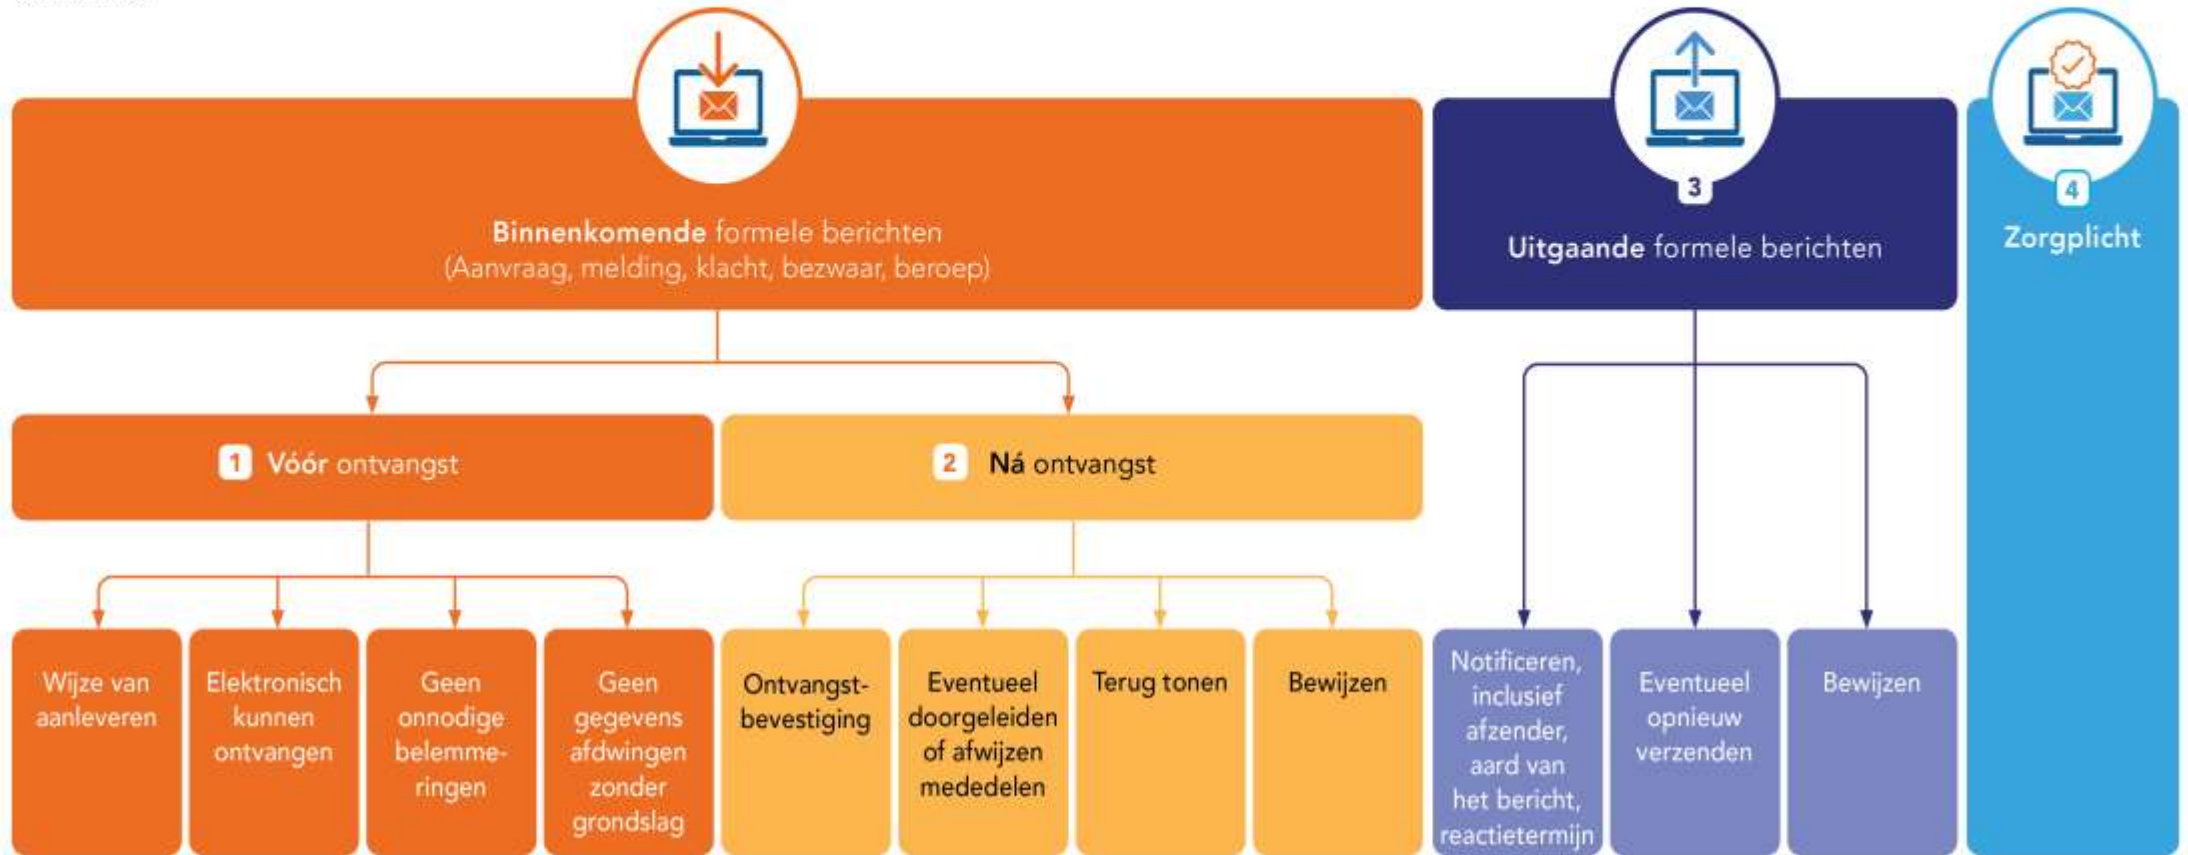 Binnenkomende formele berichten
(Aanvraag, melding, klacht, bezwaar, beroep)
3
Uitgaande formele berichten
4
Zorgplicht
1 Vóór ontvangst
2 Ná ontvangst
Wijze van
aanleveren
Elektronisch
kunnen
ontvangen
Geen
onnodige
belemme-
ringen
Geen
gegevens
afdwingen
zonder
grondslag
Ontvangst-
bevestiging
Eventueel
doorgeleiden
of afwijzen
mededelen
Terug tonen
Bewijzen
Notificeren,
inclusief
afzender,
aard van
het bericht,
reactietermijn
Eventueel
opnieuw
verzenden
Bewijzen